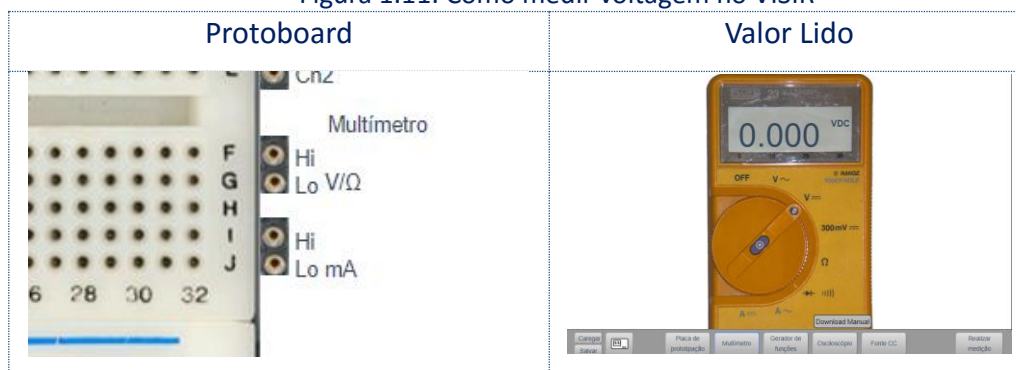 Figura 1.11: Como medir voltagem no VISIR
Protoboard
Valor Lido
Ch2
Multímetro
F
Hi
G
Lo V/Ω
H
I
Hi
J
Lo mA
6 28 30 32
23
0.000 VDC
OFF
V~
V
300mV
Ω
A
A~
Download Manual
Carregar
Salvar
Placa de
prototipação
Multímetro
Gerador de
funções
Osciloscópio
Fonte CC
Realizar
medição